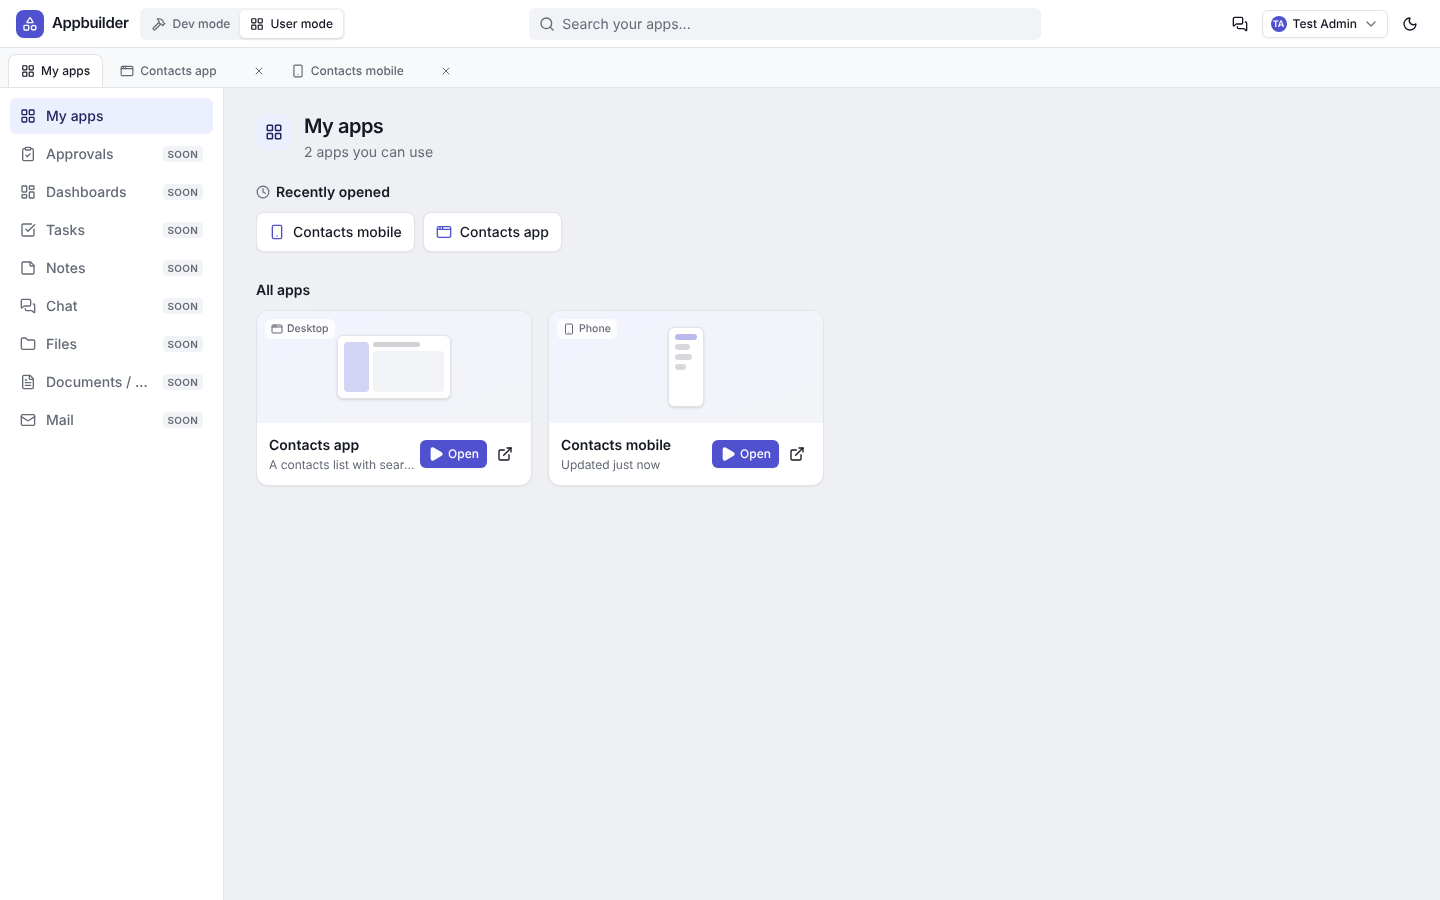 Appbuilder
Dev mode
User mode
Search your apps...
TA
Test Admin
My apps
Contacts app
Contacts mobile
My apps
Approvals SOON
Dashboards SOON
Tasks SOON
Notes SOON
Chat SOON
Files SOON
Documents / ... SOON
Mail SOON
My apps
2 apps you can use
Recently opened
Contacts mobile
Contacts app
All apps
Desktop
Contacts app
A contacts list with sear...
Open
Phone
Contacts mobile
Updated just now
Open